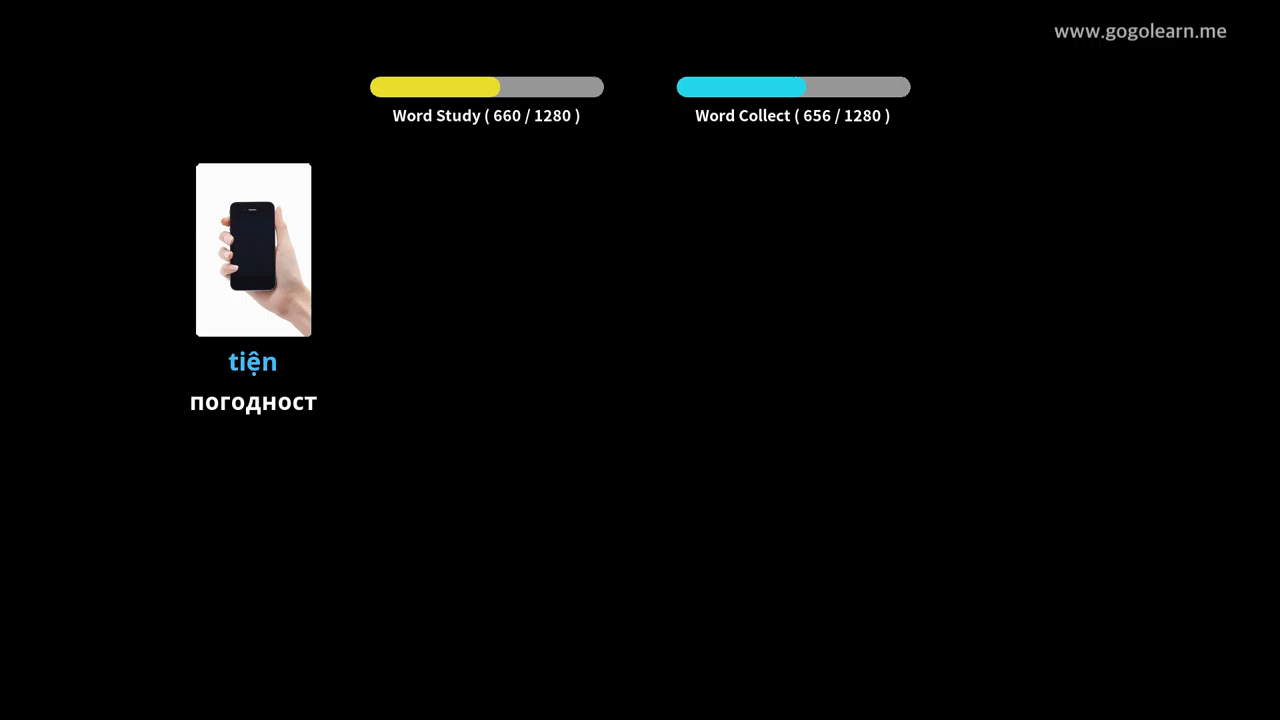 www.gogolearn.me
Word Study ( 660 / 1280 )
Word Collect ( 656 / 1280 )
tiện
погодност